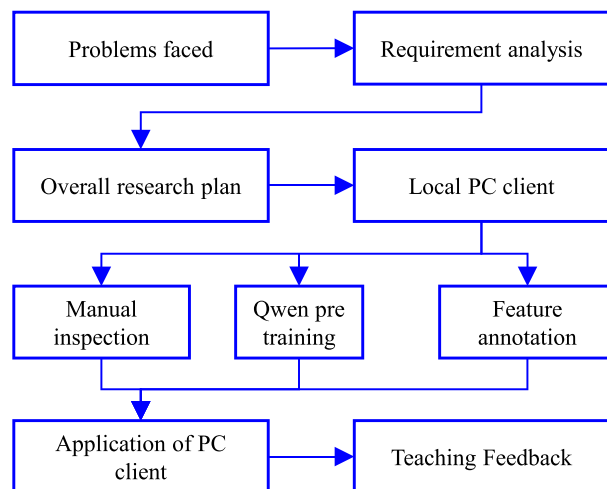 Problems faced
Requirement analysis
Overall research plan
Local PC client
Manual
inspection
Qwen pre
training
Feature
annotation
Application of PC
client
Teaching Feedback